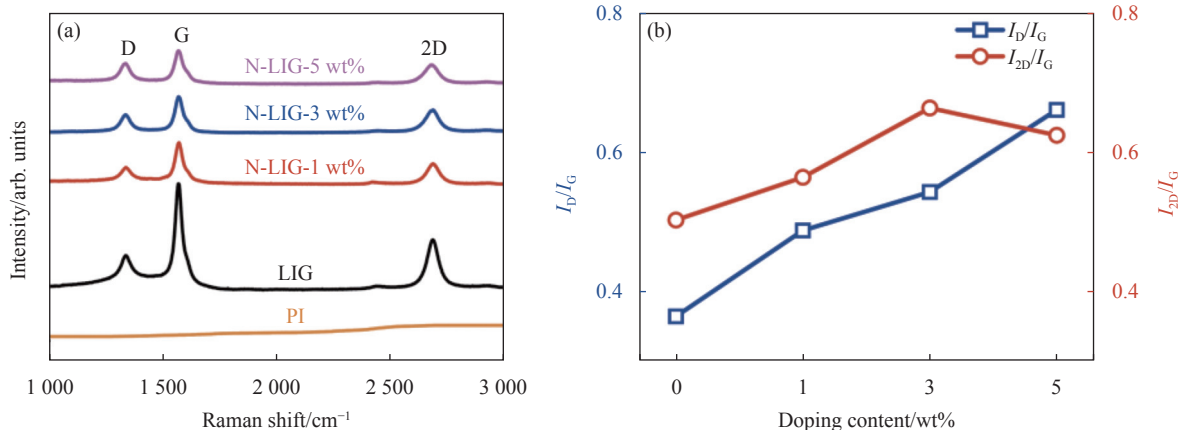 (a)
D
G
2D
N-LIG-5 wt%
N-LIG-3 wt%
N-LIG-1 wt%
LIG
PI
Intensity/arb. units
1 000
1 500
2 000
2 500
3 000
Raman shift/cm⁻¹
(b)
I_D/I_G
I_2D/I_G
0.8
0.6
0.4
I_D/I_G
0.8
0.6
0.4
I_2D/I_G
0
1
3
5
Doping content/wt%